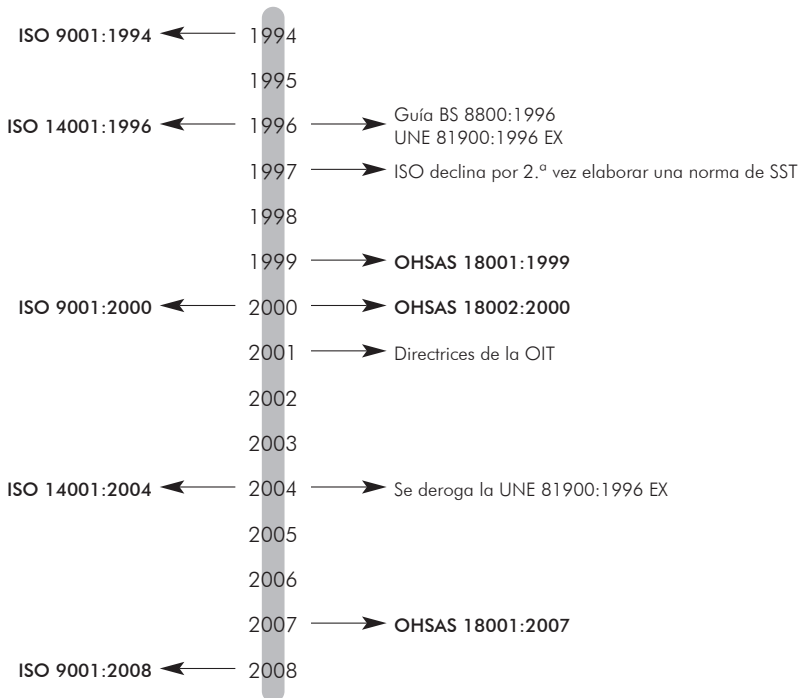 ISO 9001:1994 1994
1995
ISO 14001:1996 1996 Guía BS 8800:1996
UNE 81900:1996 EX
1997 ISO declina por 2.ª vez elaborar una norma de SST
1998
1999 OHSAS 18001:1999
ISO 9001:2000 2000 OHSAS 18002:2000
2001 Directrices de la OIT
2002
2003
ISO 14001:2004 2004 Se deroga la UNE 81900:1996 EX
2005
2006
2007 OHSAS 18001:2007
ISO 9001:2008 2008